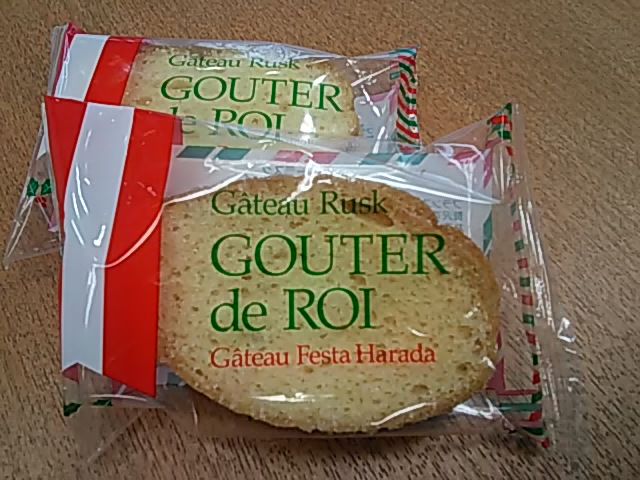 Gâteau Rusk
GOUTER
de ROI
Gâteau Rusk
GOUTER
de ROI
Gâteau Festa Harada